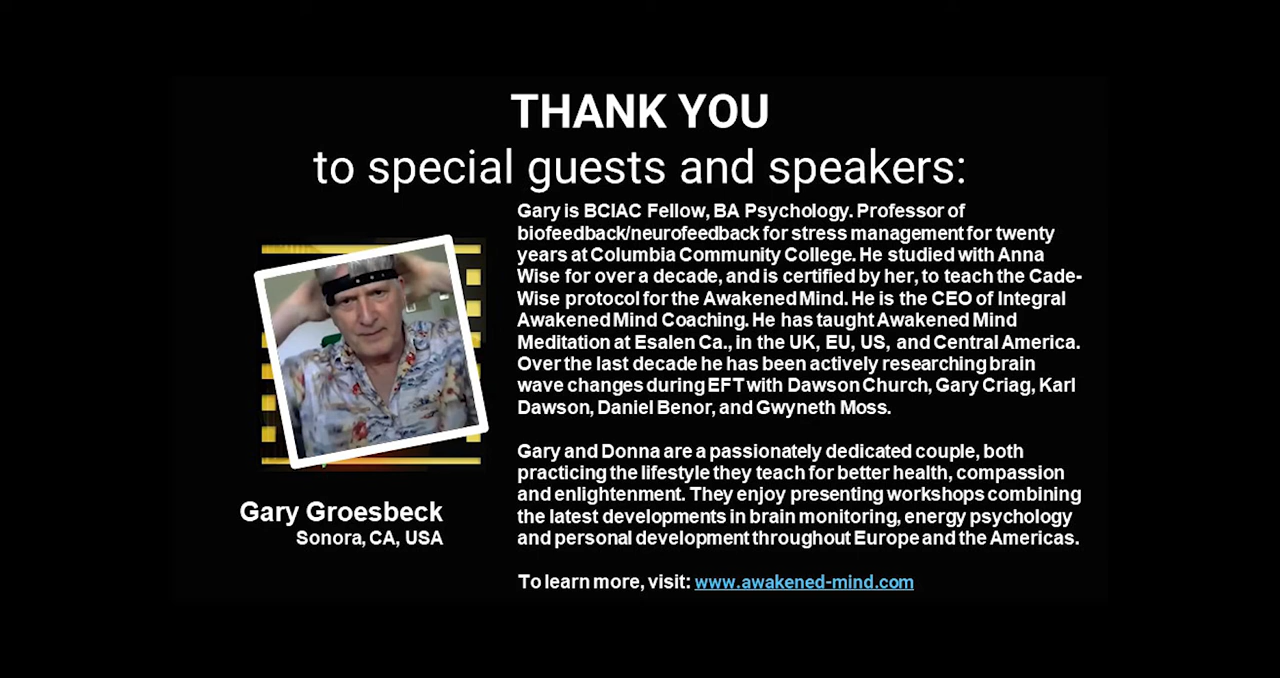 THANK YOU
to special guests and speakers:
Gary is BCIAC Fellow, BA Psychology. Professor of
biofeedback/neurofeedback for stress management for twenty
years at Columbia Community College. He studied with Anna
Wise for over a decade, and is certified by her, to teach the Cade-
Wise protocol for the Awakened Mind. He is the CEO of Integral
Awakened Mind Coaching. He has taught Awakened Mind
Meditation at Esalen Ca., in the UK, EU, US, and Central America.
Over the last decade he has been actively researching brain
wave changes during EFT with Dawson Church, Gary Criag, Karl
Dawson, Daniel Benor, and Gwyneth Moss.
Gary and Donna are a passionately dedicated couple, both
practicing the lifestyle they teach for better health, compassion
and enlightenment. They enjoy presenting workshops combining
the latest developments in brain monitoring, energy psychology
and personal development throughout Europe and the Americas.
To learn more, visit: www.awakened-mind.com
Gary Groesbeck
Sonora, CA, USA